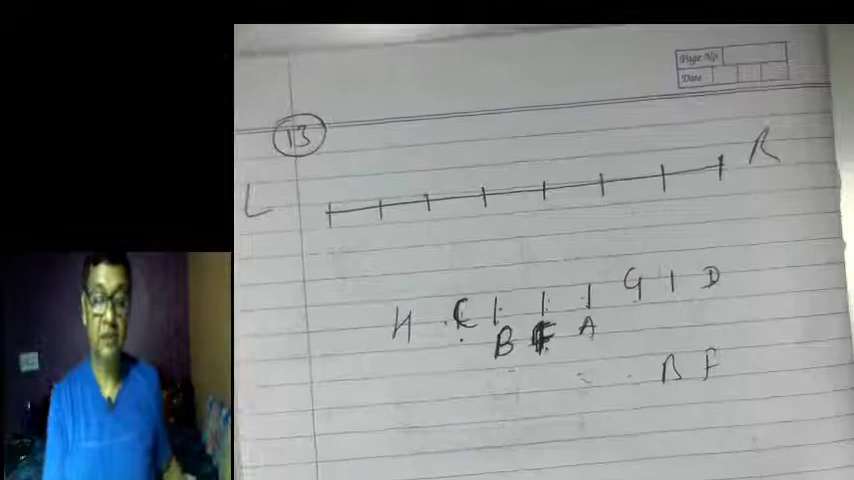 Page No
Date
13
L R
H C | | | G | D
B F A
B F